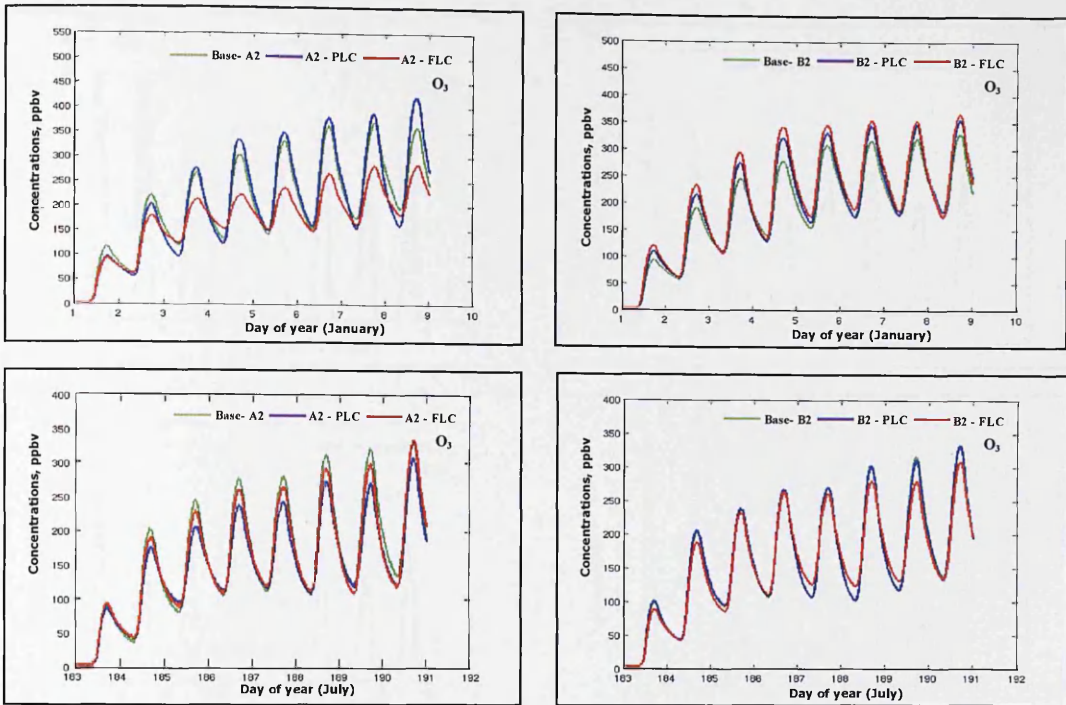 Base- A2 A2 - PLC A2 - FLC
O3
Concentrations, ppbv
550
500
450
400
350
300
250
200
150
100
50
0
1 2 3 4 5 6 7 8 9 10
Day of year (January)
Base- B2 B2 - PLC B2 - FLC
O3
Concentrations, ppbv
500
450
400
350
300
250
200
150
100
50
0
1 2 3 4 5 6 7 8 9 10
Day of year (January)
Base- A2 A2 - PLC A2 - FLC
O3
Concentrations, ppbv
400
350
300
250
200
150
100
50
0
183 184 185 186 187 188 189 190 191 192
Day of year (July)
Base- B2 B2 - PLC B2 - FLC
O3
Concentrations, ppbv
400
350
300
250
200
150
100
50
0
183 184 185 186 187 188 189 190 191 192
Day of year (July)